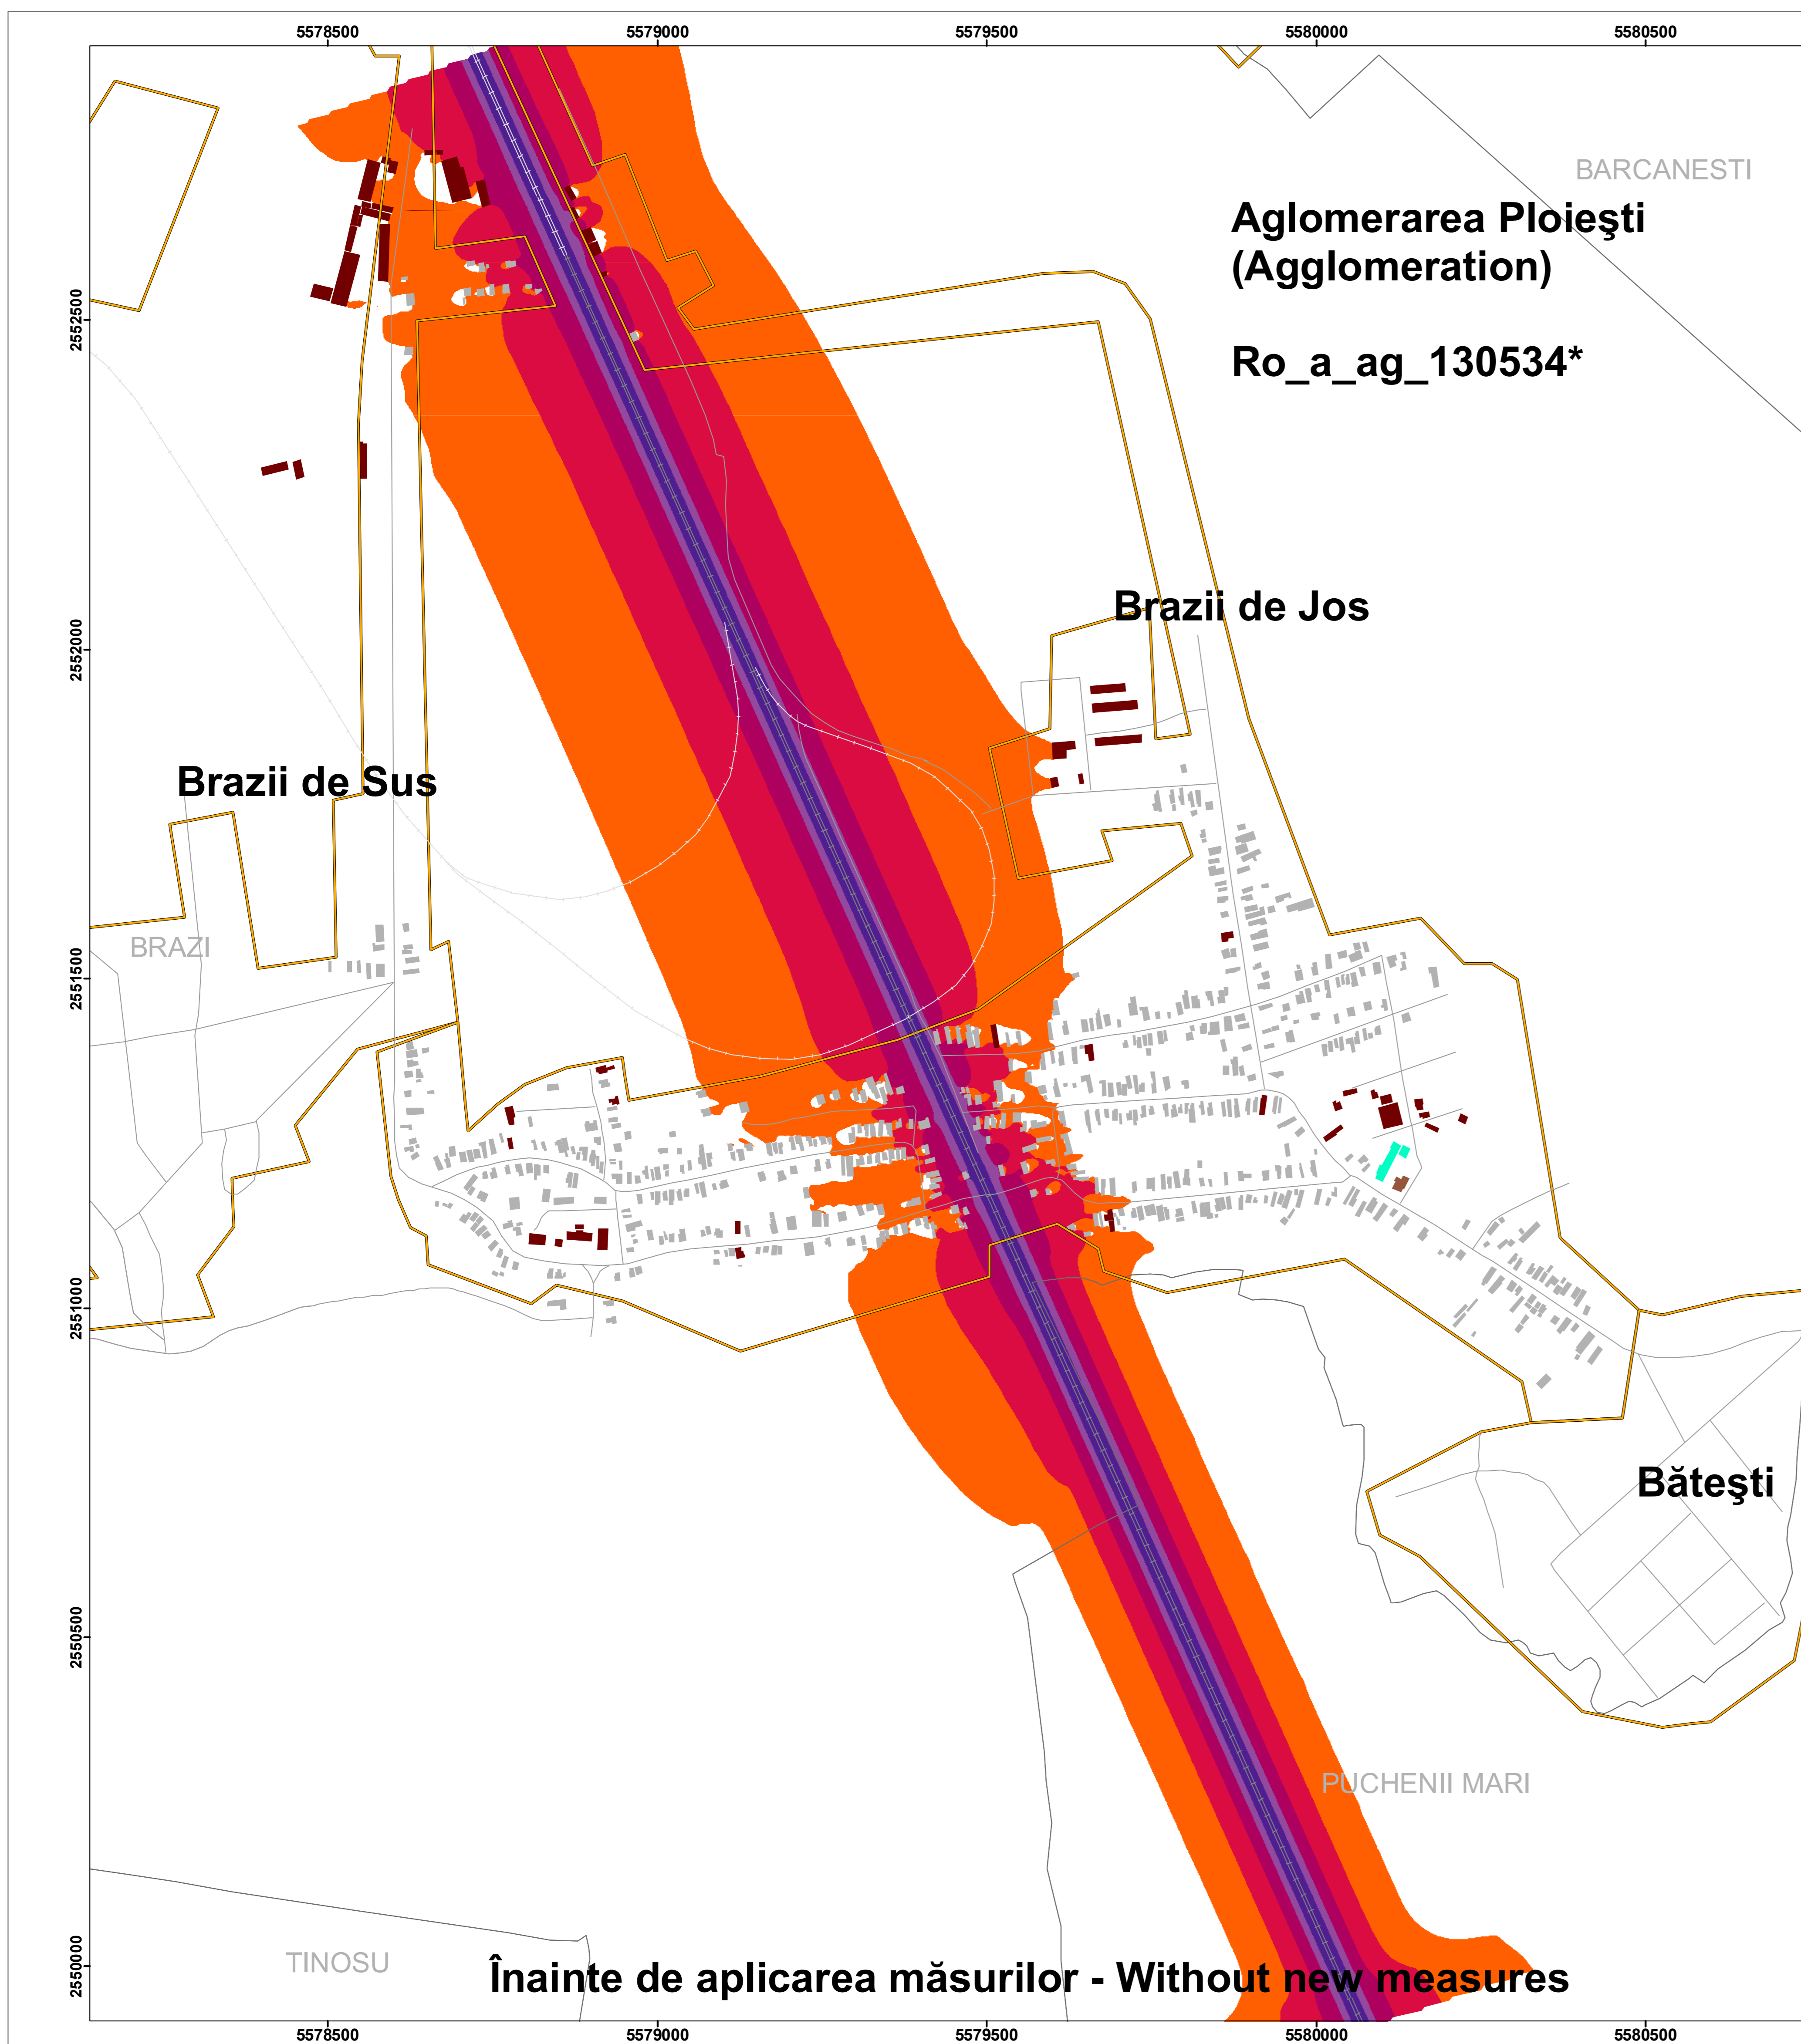 5578500 5579000 5579500 5580000 5580500
BARCANESTI
Aglomerarea Ploieşti
(Agglomeration)
2552500
Ro_a_ag_130534*
Brazii de Jos
2552000
Brazii de Sus
BRAZI
2551500
2551000
Băteşti
2550500
PUCHENII MARI
2550000
TINOSU
Înainte de aplicarea măsurilor - Without new measures
5578500 5579000 5579500 5580000 5580500